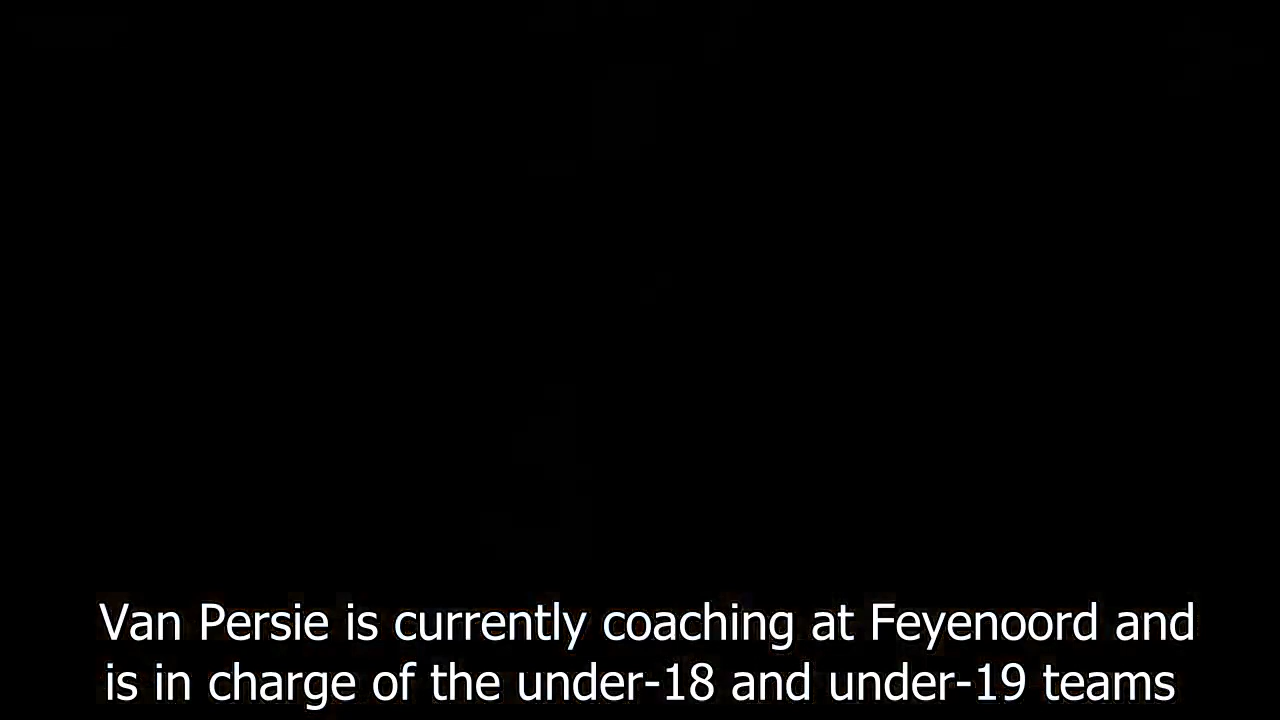 Van Persie is currently coaching at Feyenoord and
is in charge of the under-18 and under-19 teams